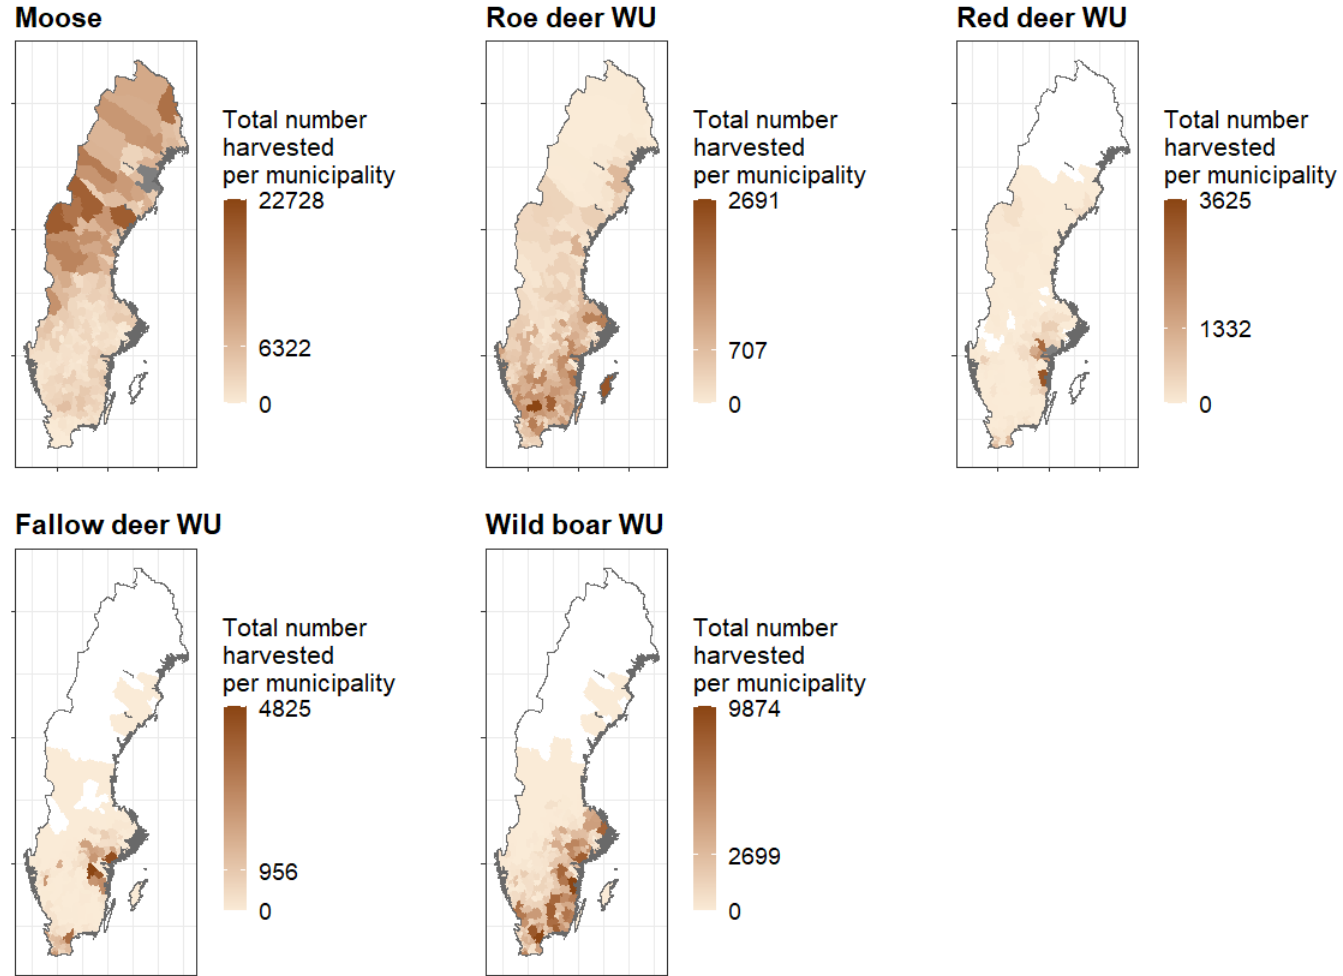 Moose
Total number
harvested
per municipality
22728
6322
0
Roe deer WU
Total number
harvested
per municipality
2691
707
0
Red deer WU
Total number
harvested
per municipality
3625
1332
0
Fallow deer WU
Total number
harvested
per municipality
4825
956
0
Wild boar WU
Total number
harvested
per municipality
9874
2699
0